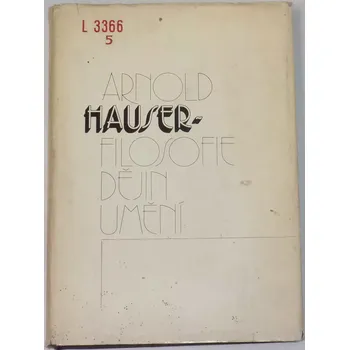 L 3366
5
ARNOLD
HAUSER-
FILOSOFIE
DĚJIN
UMĚNÍ